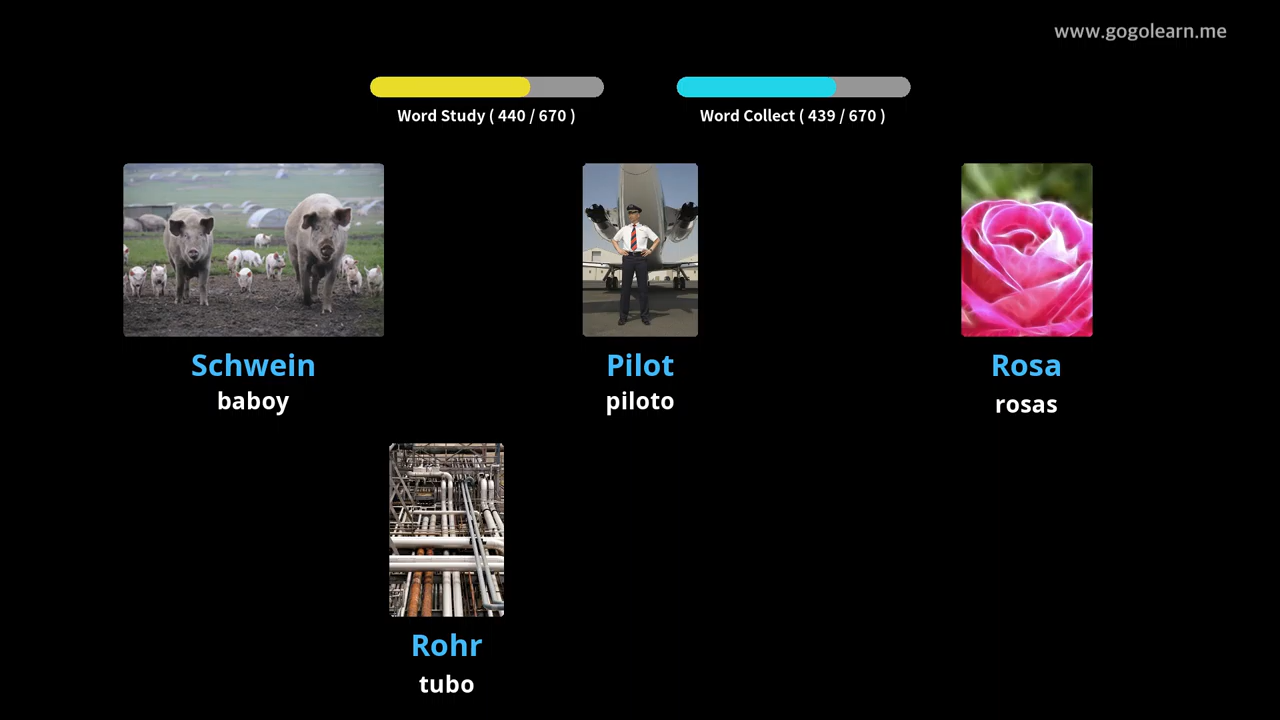 www.gogolearn.me
Word Study ( 440 / 670 )
Word Collect ( 439 / 670 )
Schwein
baboy
Pilot
piloto
Rosa
rosas
Rohr
tubo